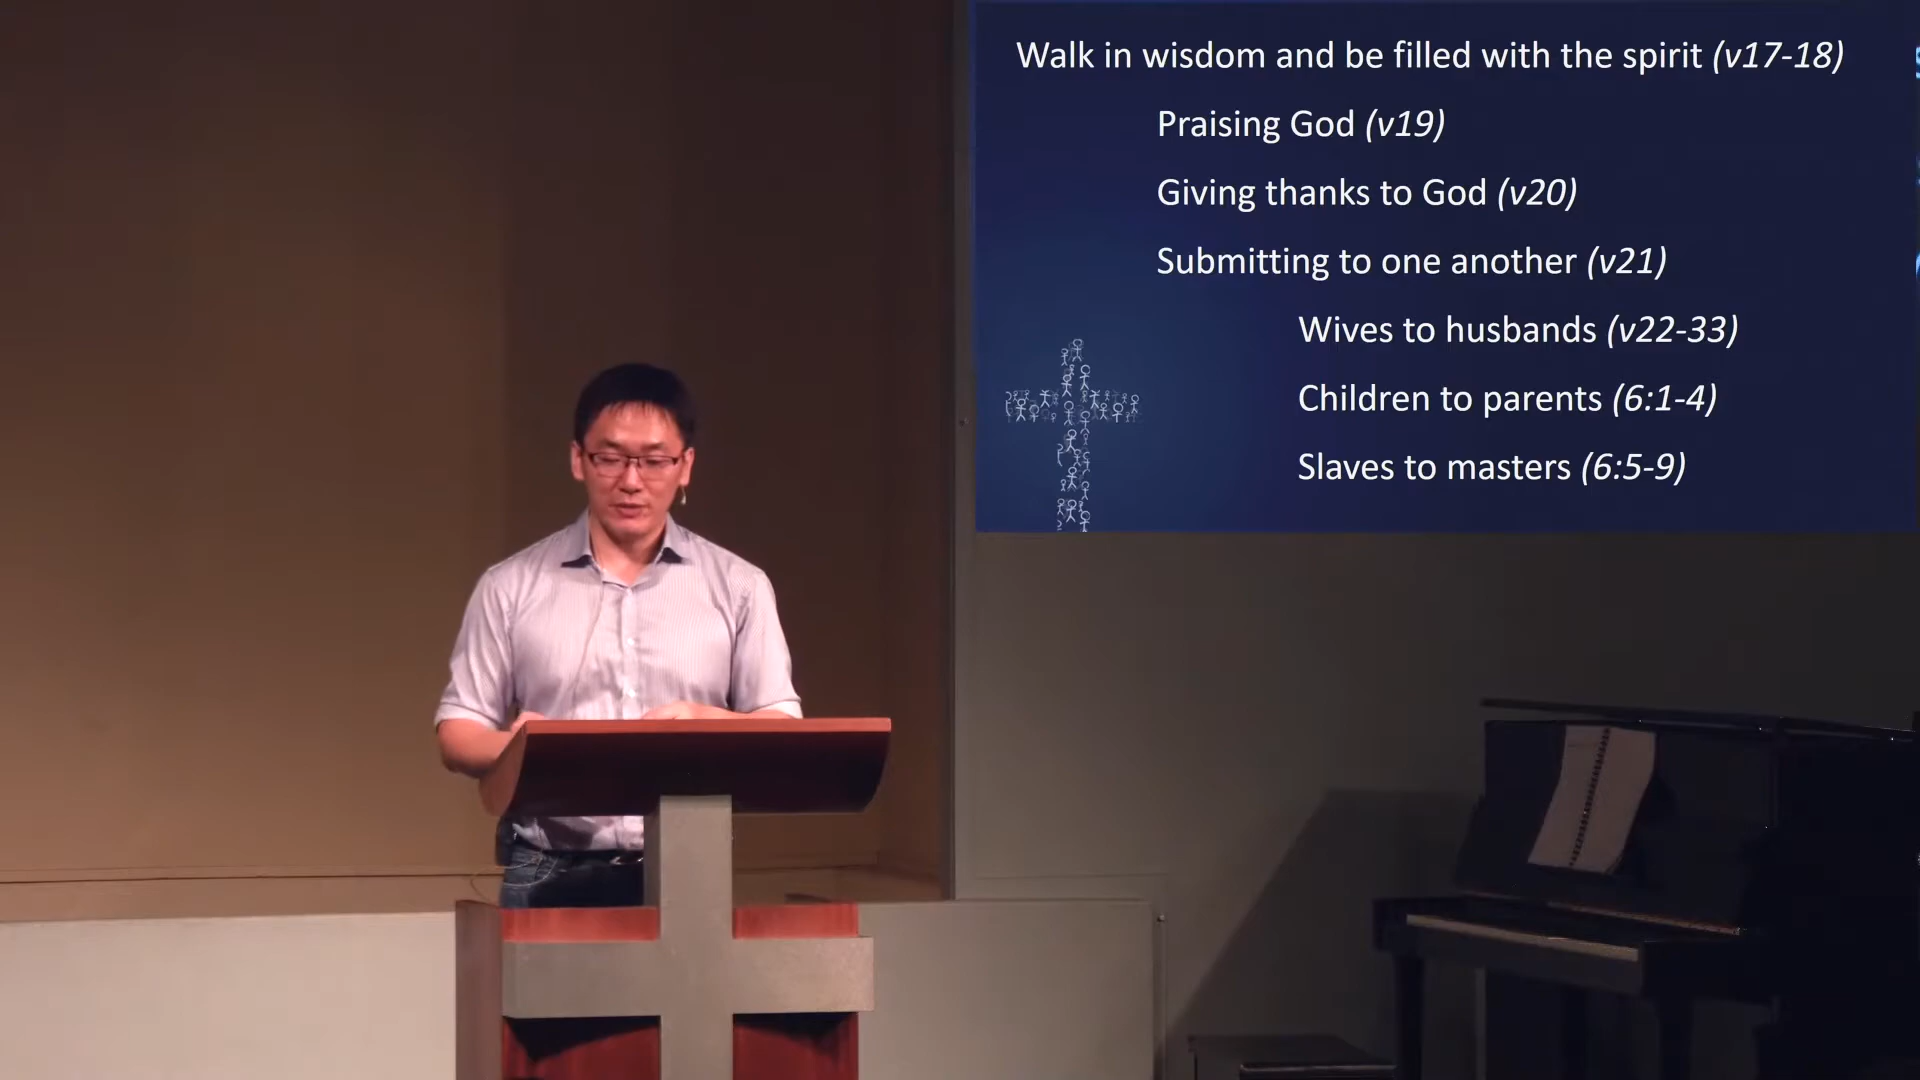 Walk in wisdom and be filled with the spirit (v17-18)
Praising God (v19)
Giving thanks to God (v20)
Submitting to one another (v21)
Wives to husbands (v22-33)
Children to parents (6:1-4)
Slaves to masters (6:5-9)